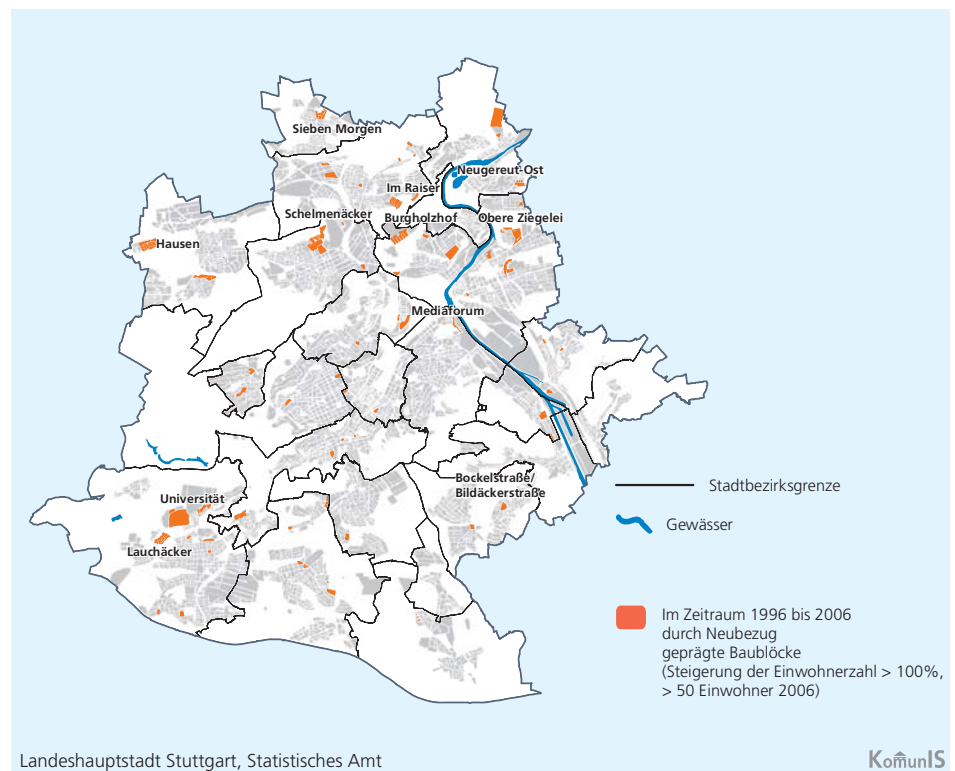 Sieben Morgen
Neugereut-Ost
Im Raiser
Schelmenäcker
Burgholzhof
Obere Ziegelei
Hausen
Mediaforum
Bockelstraße/
Bildäckerstraße
Universität
Lauchäcker
Stadtbezirksgrenze
Gewässer
Im Zeitraum 1996 bis 2006
durch Neubezug
geprägte Baublöcke
(Steigerung der Einwohnerzahl > 100%,
> 50 Einwohner 2006)
Landeshauptstadt Stuttgart, Statistisches Amt
KomunIS